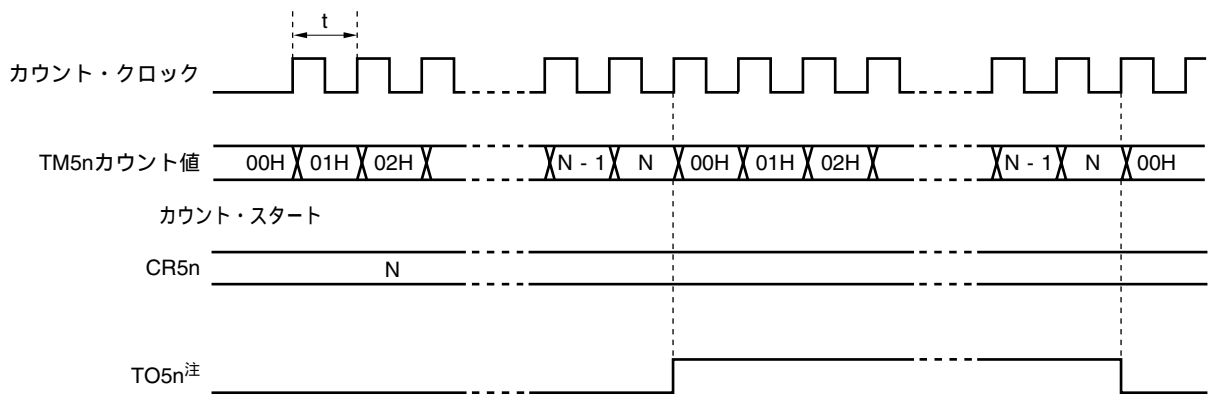 t
カウント・クロック
TM5nカウント値 00H 01H 02H N - 1 N 00H 01H 02H N - 1 N 00H
カウント・スタート
CR5n N
TO5n注